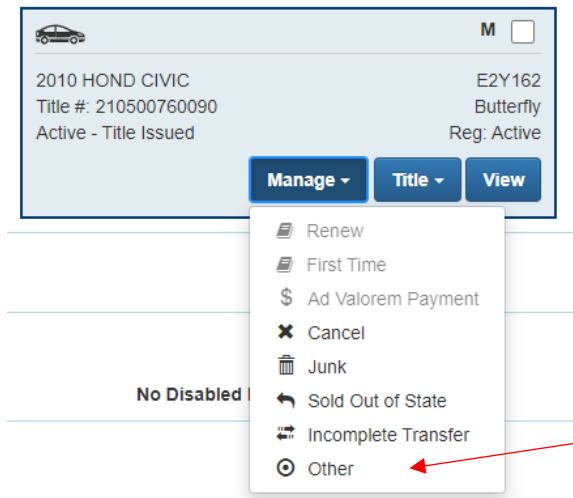 M
2010 HOND CIVIC E2Y162
Title #: 210500760090 Butterfly
Active - Title Issued Reg: Active
Manage Title View
Renew
First Time
$ Ad Valorem Payment
Cancel
Junk
No Disabled
Sold Out of State
Incomplete Transfer
Other